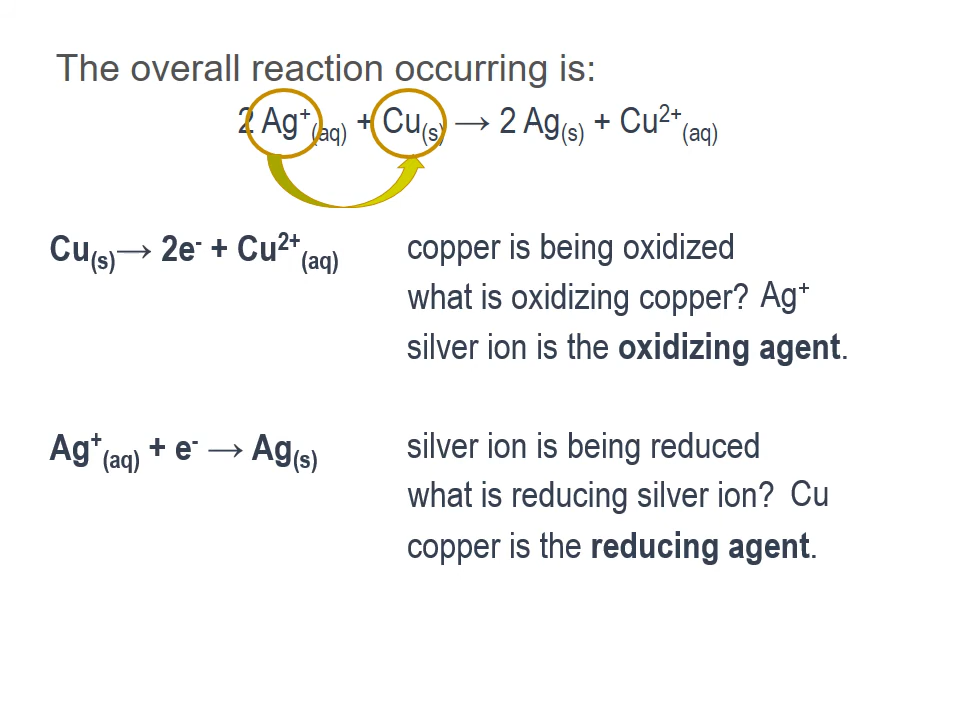 The overall reaction occurring is:
2 Ag⁺(aq) + Cu(s) → 2 Ag(s) + Cu²⁺(aq)
Cu(s) → 2e⁻ + Cu²⁺(aq)
copper is being oxidized
what is oxidizing copper? Ag⁺
silver ion is the oxidizing agent.
Ag⁺(aq) + e⁻ → Ag(s)
silver ion is being reduced
what is reducing silver ion? Cu
copper is the reducing agent.